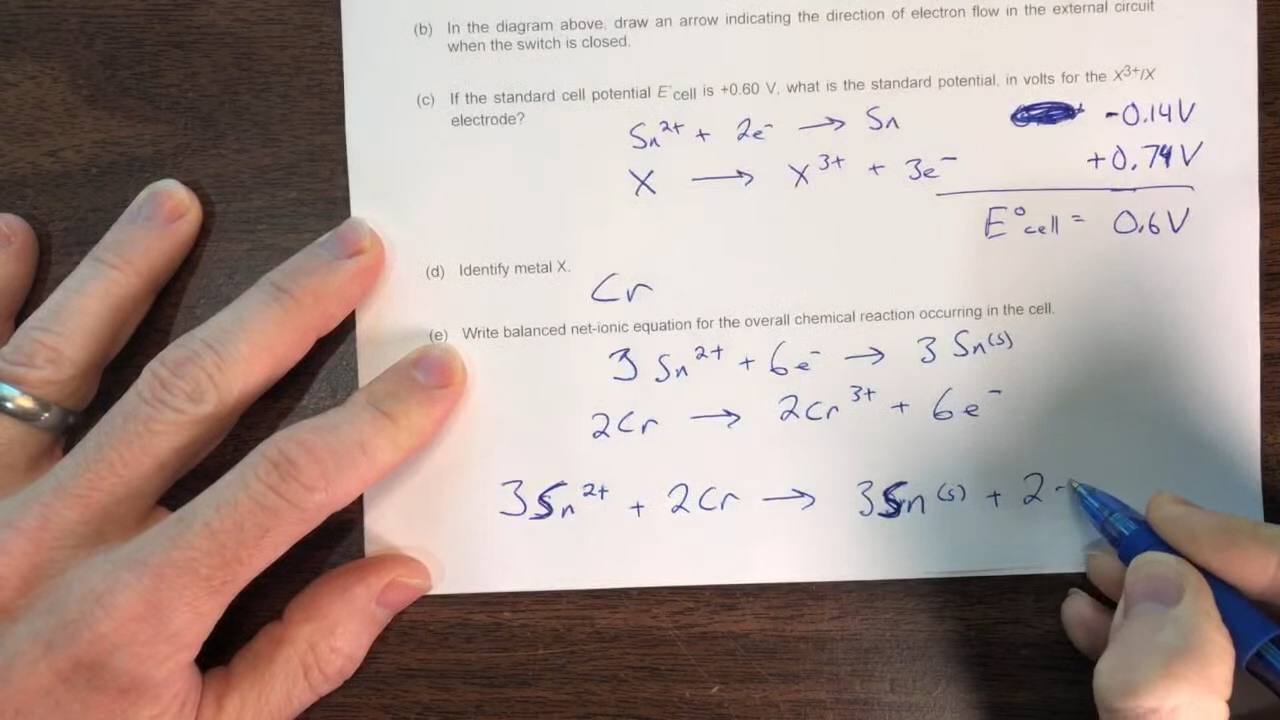 (b) In the diagram above, draw an arrow indicating the direction of electron flow in the external circuit
when the switch is closed.
(c) If the standard cell potential E°cell is +0.60 V, what is the standard potential, in volts for the X³⁺/X
electrode?
Sn²⁺ + 2e⁻ → Sn -0.14V
X → X³⁺ + 3e⁻ +0.74V
E°cell = 0.6V
(d) Identify metal X.
Cr
(e) Write balanced net-ionic equation for the overall chemical reaction occurring in the cell.
3 Sn²⁺ + 6e⁻ → 3 Sn(s)
2Cr → 2Cr³⁺ + 6e⁻
3Sn²⁺ + 2Cr → 3Sn(s) + 2